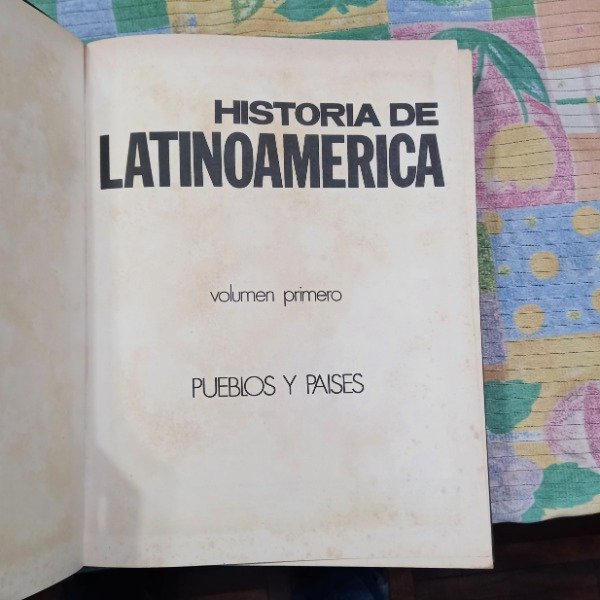 HISTORIA DE
LATINOAMERICA
volumen primero
PUEBLOS Y PAISES